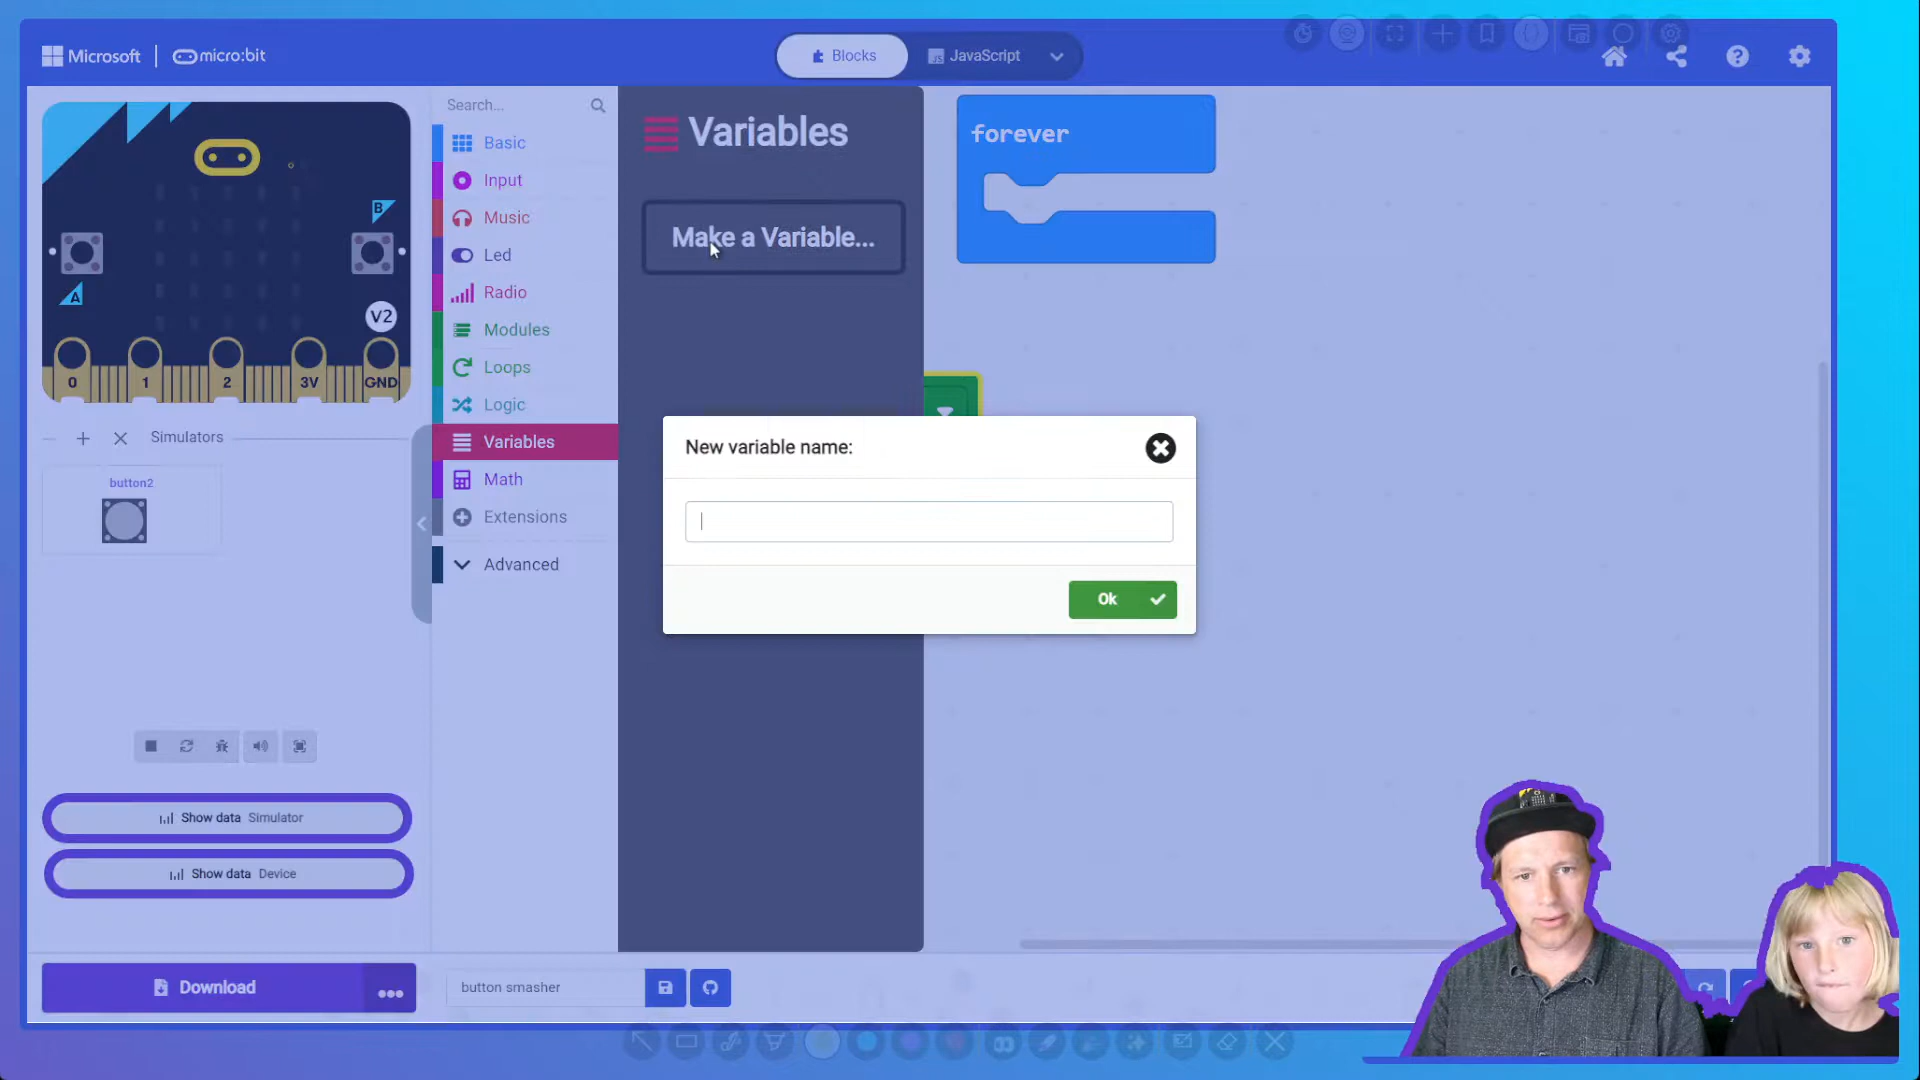 Microsoft
micro:bit
Blocks
JavaScript
Search...
Basic
Input
Music
Led
Radio
Modules
Loops
Logic
Variables
Math
Extensions
Advanced
Variables
Make a Variable...
forever
B
A
V2
0
1
2
3V
GND
Simulators
button2
New variable name:
Ok
Show data Simulator
Show data Device
Download
button smasher